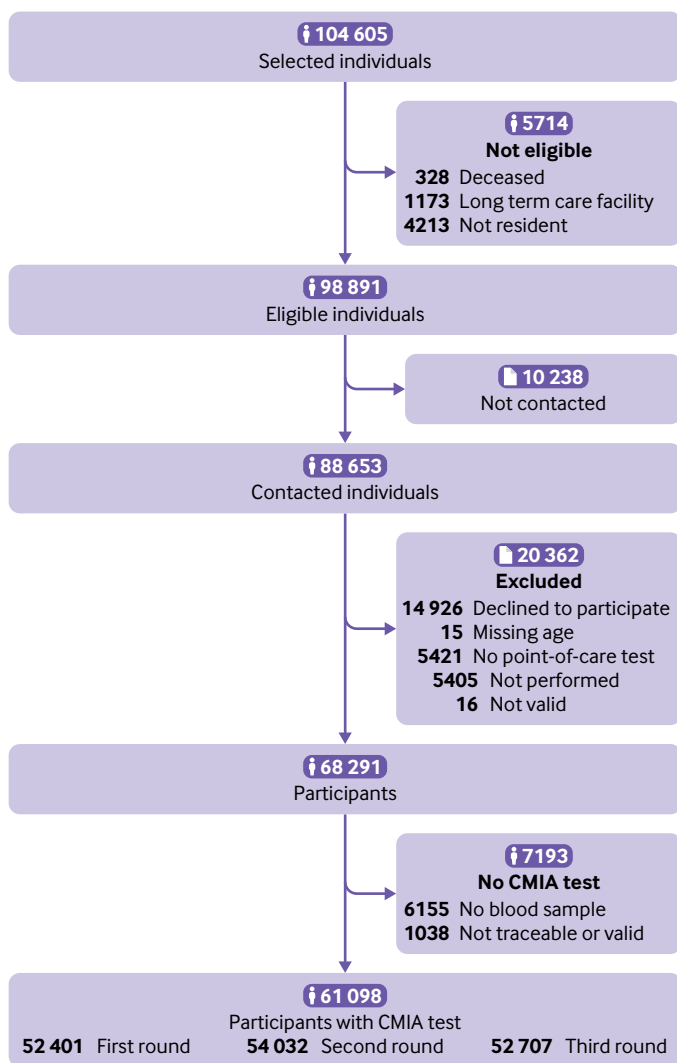 104 605
Selected individuals
5714
Not eligible
328 Deceased
1173 Long term care facility
4213 Not resident
98 891
Eligible individuals
10 238
Not contacted
88 653
Contacted individuals
20 362
Excluded
14 926 Declined to participate
15 Missing age
5421 No point-of-care test
5405 Not performed
16 Not valid
68 291
Participants
7193
No CMIA test
6155 No blood sample
1038 Not traceable or valid
61 098
Participants with CMIA test
52 401 First round 54 032 Second round 52 707 Third round